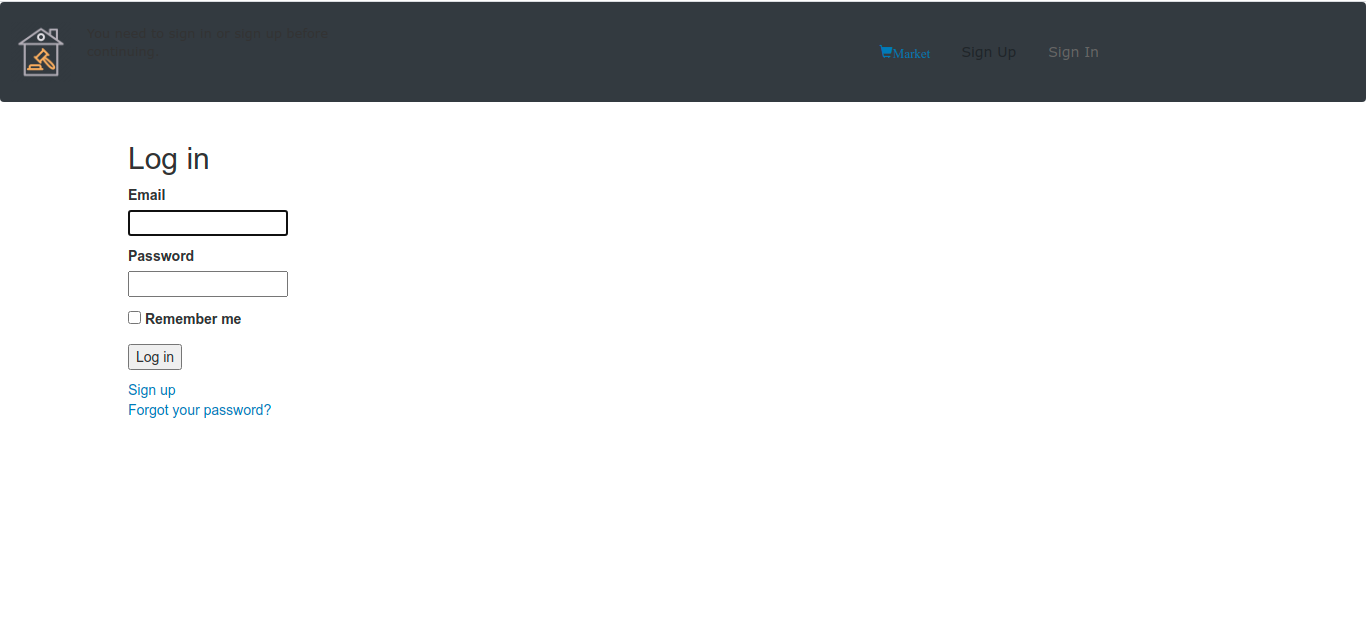 You need to sign in or sign up before
continuing.
Market
Sign Up
Sign In
Log in
Email
Password
Remember me
Log in
Sign up
Forgot your password?